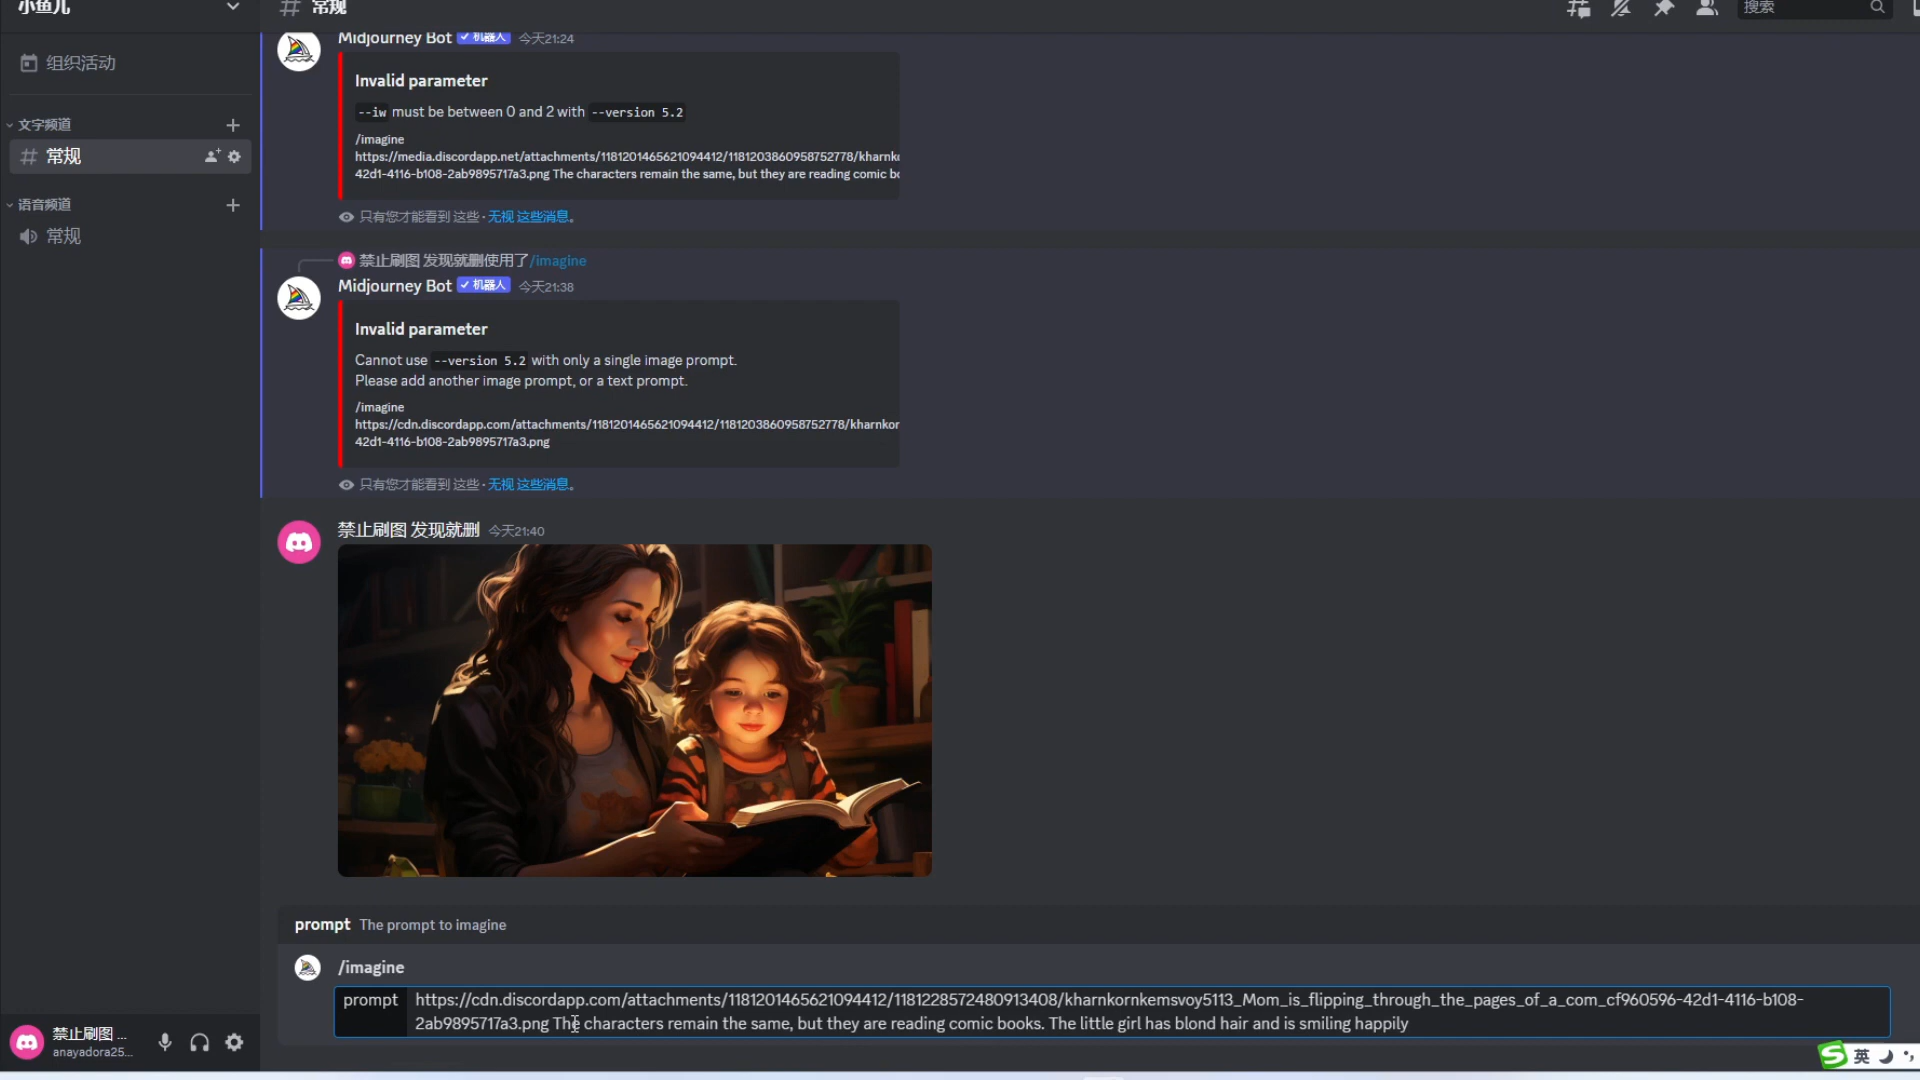 小鱼儿
常规
搜索
组织活动
文字频道
常规
语音频道
常规
Midjourney Bot 机器人 今天21:24
Invalid parameter
--iw must be between 0 and 2 with --version 5.2
/imagine
https://media.discordapp.net/attachments/1181201465621094412/1181203860958752778/kharnk
42d1-4116-b108-2ab9895717a3.png The characters remain the same, but they are reading comic b
只有您才能看到 这些 · 无视 这些消息。
禁止刷图 发现就删使用了/imagine
Midjourney Bot 机器人 今天21:38
Invalid parameter
Cannot use --version 5.2 with only a single image prompt.
Please add another image prompt, or a text prompt.
/imagine
https://cdn.discordapp.com/attachments/1181201465621094412/1181203860958752778/kharnkor
42d1-4116-b108-2ab9895717a3.png
只有您才能看到 这些 · 无视 这些消息。
禁止刷图 发现就删 今天21:40
prompt The prompt to imagine
/imagine
prompt https://cdn.discordapp.com/attachments/1181201465621094412/1181228572480913408/kharnkornkemsvoy5113_Mom_is_flipping_through_the_pages_of_a_com_cf960596-42d1-4116-b108-
2ab9895717a3.png The characters remain the same, but they are reading comic books. The little girl has blond hair and is smiling happily
禁止刷图 ...
anayadora25...
英